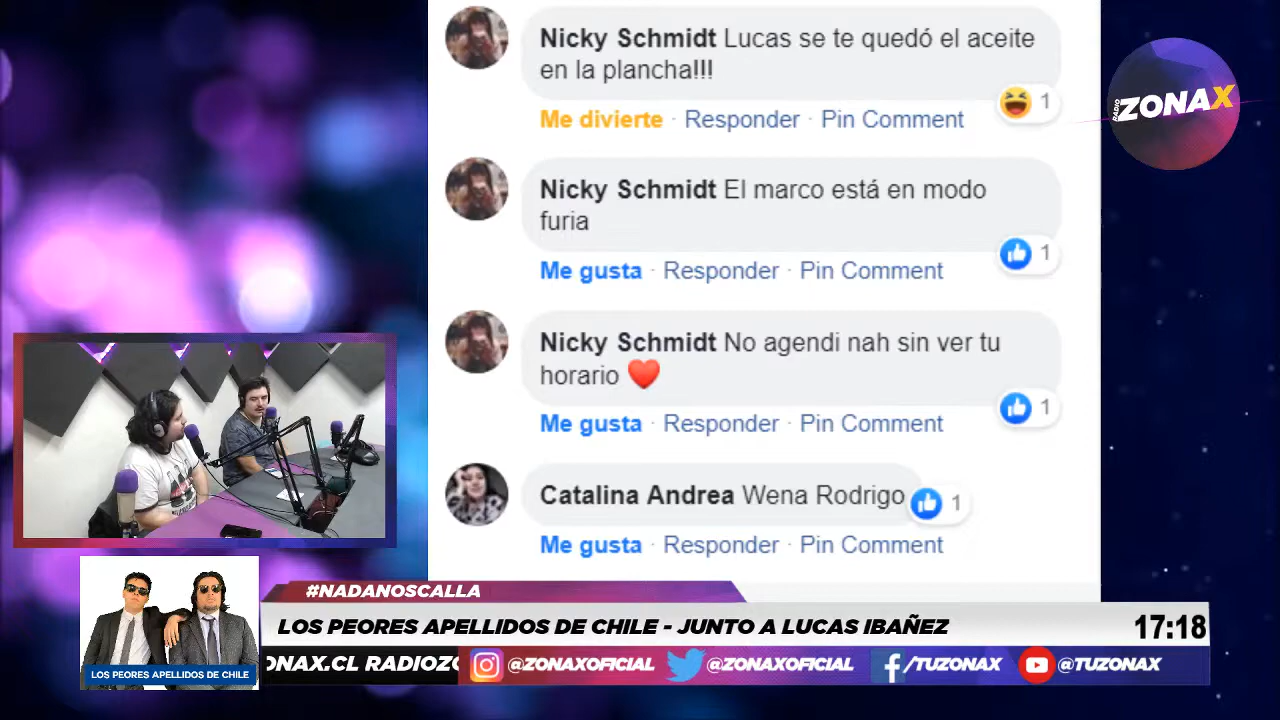 Nicky Schmidt Lucas se te quedó el aceite
en la plancha!!!
1
Me divierte · Responder · Pin Comment
RADIO
ZONAX
Nicky Schmidt El marco está en modo
furia
1
Me gusta · Responder · Pin Comment
Nicky Schmidt No agendi nah sin ver tu
horario ❤️
1
Me gusta · Responder · Pin Comment
Catalina Andrea Wena Rodrigo
1
Me gusta · Responder · Pin Comment
#NADANOSCALLA
LOS PEORES APELLIDOS DE CHILE - JUNTO A LUCAS IBAÑEZ
17:18
LOS PEORES APELLIDOS DE CHILE
ONAX.CL RADIOZO
@ZONAXOFICIAL
@ZONAXOFICIAL
/TUZONAX
@TUZONAX